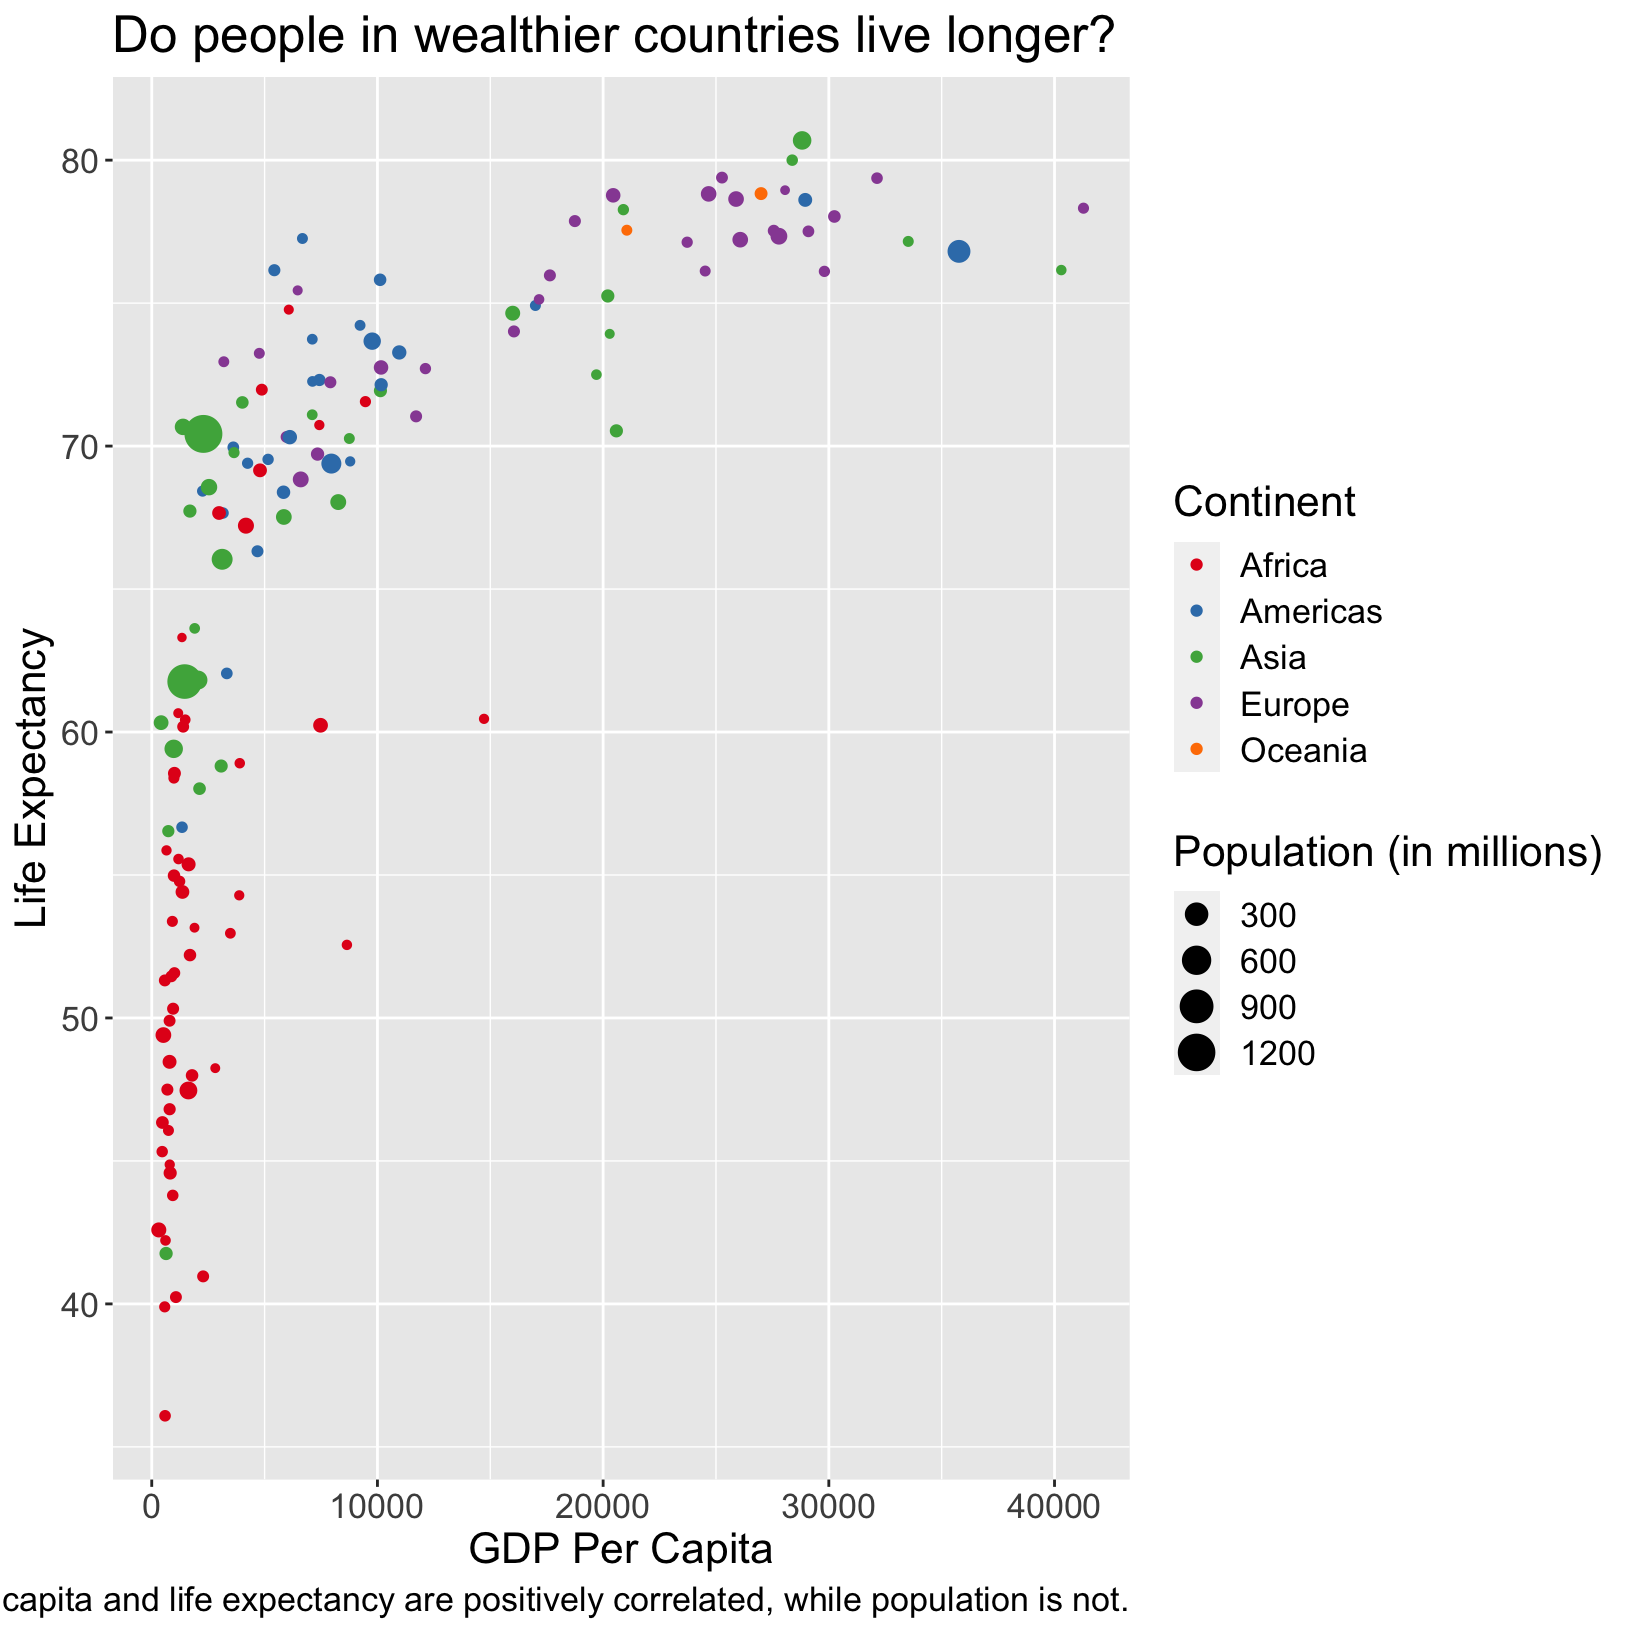 Do people in wealthier countries live longer?
80
70
60
50
40
Life Expectancy
0 10000 20000 30000 40000
GDP Per Capita
capita and life expectancy are positively correlated, while population is not.
Continent
Africa
Americas
Asia
Europe
Oceania
Population (in millions)
300
600
900
1200